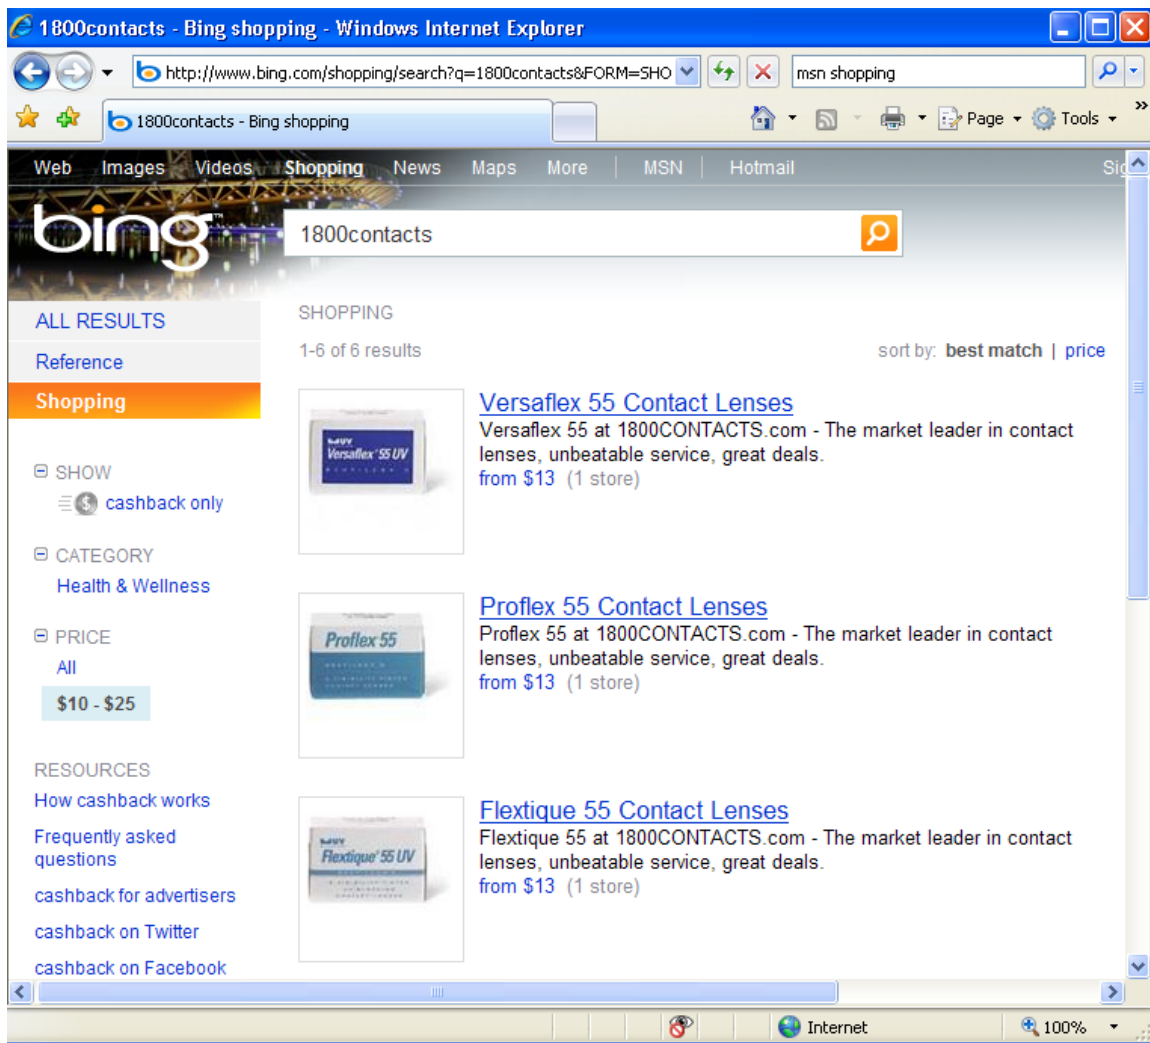 1800contacts - Bing shopping - Windows Internet Explorer
http://www.bing.com/shopping/search?q=1800contacts&FORM=SHO
msn shopping
1800contacts - Bing shopping
Page
Tools
Web Images Videos Shopping News Maps More | MSN | Hotmail
bing™
1800contacts
ALL RESULTS
Reference
Shopping
SHOW
cashback only
CATEGORY
Health & Wellness
PRICE
All
$10 - $25
RESOURCES
How cashback works
Frequently asked
questions
cashback for advertisers
cashback on Twitter
cashback on Facebook
SHOPPING
1-6 of 6 results
sort by: best match | price
Versaflex 55 UV
Versaflex 55 Contact Lenses
Versaflex 55 at 1800CONTACTS.com - The market leader in contact
lenses, unbeatable service, great deals.
from $13 (1 store)
Proflex 55
Proflex 55 Contact Lenses
Proflex 55 at 1800CONTACTS.com - The market leader in contact
lenses, unbeatable service, great deals.
from $13 (1 store)
Flextique 55 UV
Flextique 55 Contact Lenses
Flextique 55 at 1800CONTACTS.com - The market leader in contact
lenses, unbeatable service, great deals.
from $13 (1 store)
Internet
100%